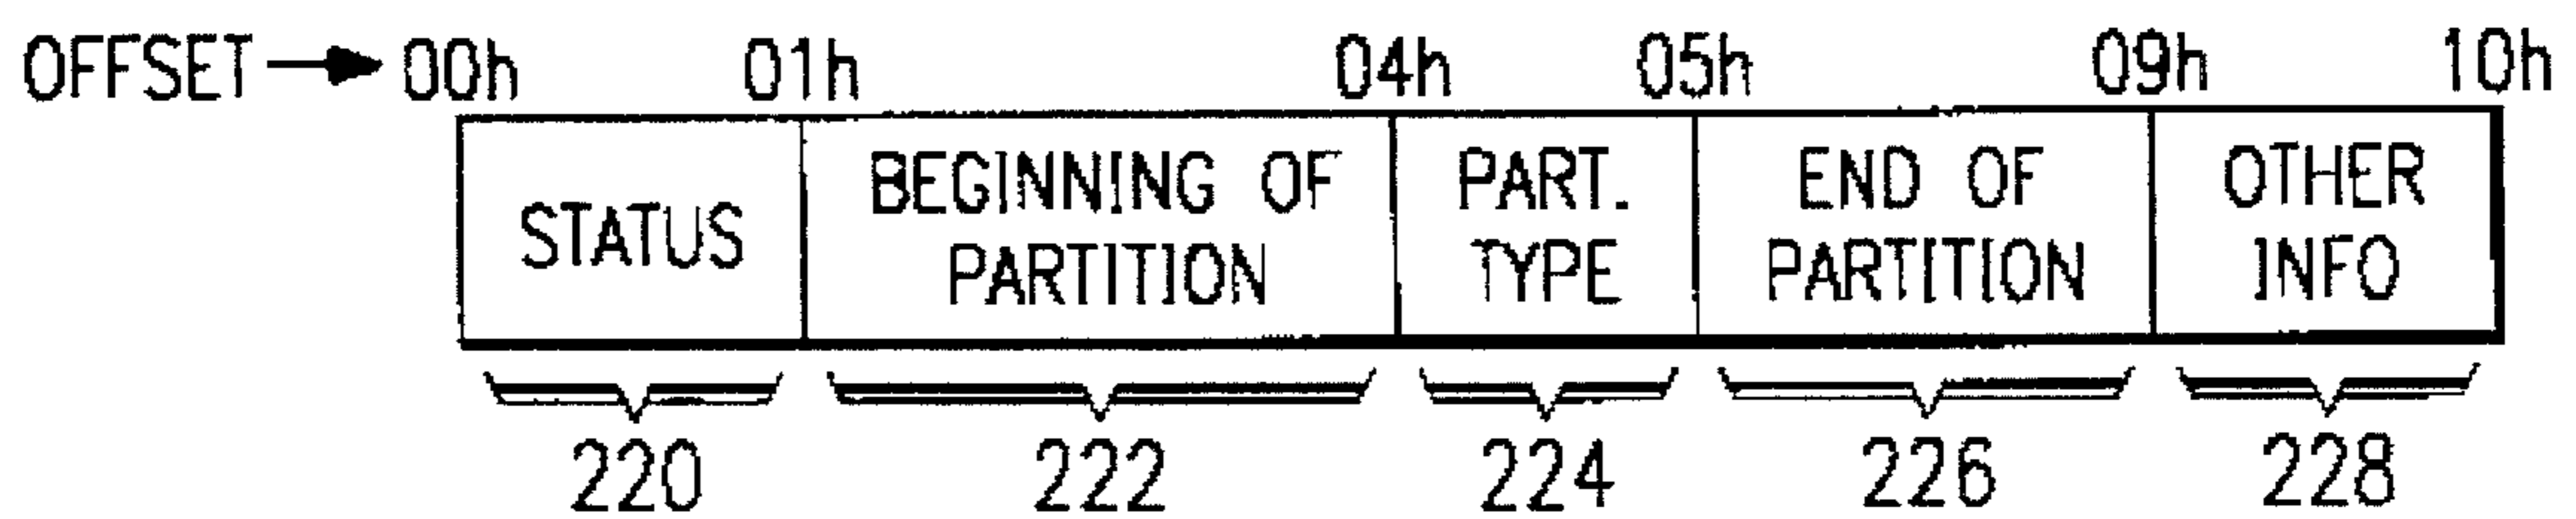 OFFSET → 00h 01h 04h 05h 09h 10h
STATUS
BEGINNING OF
PARTITION
PART.
TYPE
END OF
PARTITION
OTHER
INFO
220 222 224 226 228